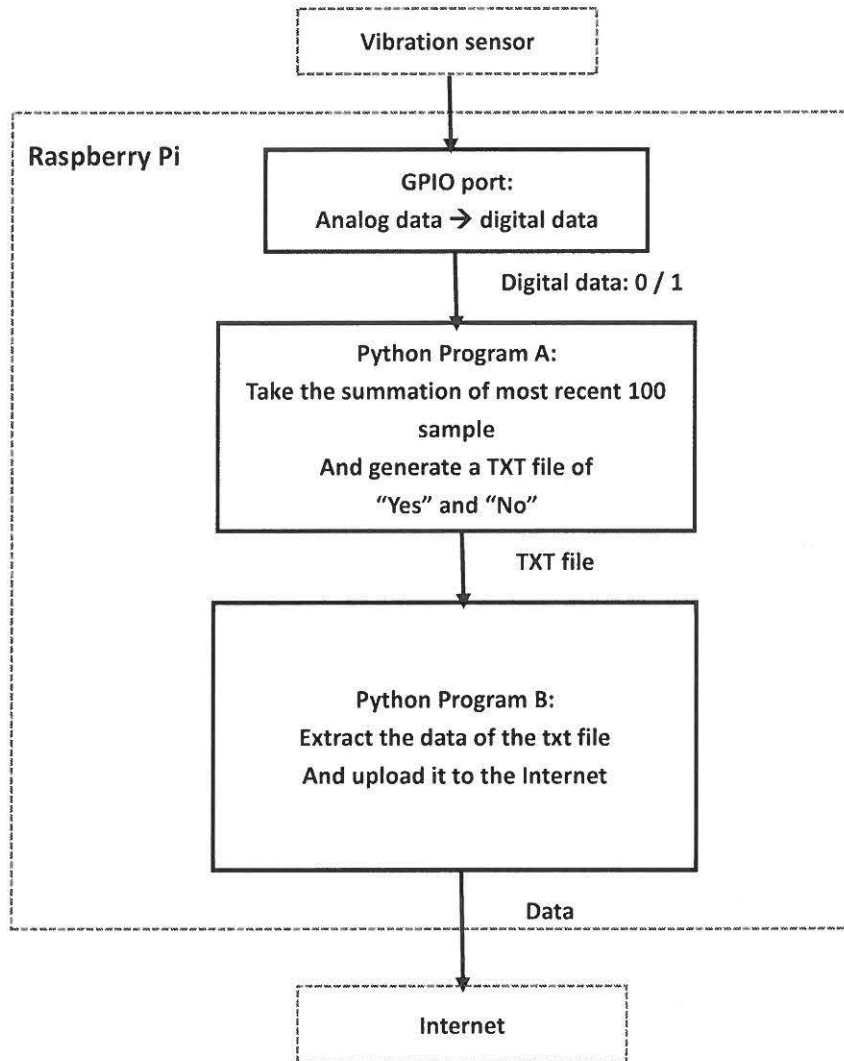 Vibration sensor
Raspberry Pi
GPIO port:
Analog data → digital data
Digital data: 0 / 1
Python Program A:
Take the summation of most recent 100
sample
And generate a TXT file of
“Yes” and “No”
TXT file
Python Program B:
Extract the data of the txt file
And upload it to the Internet
Data
Internet